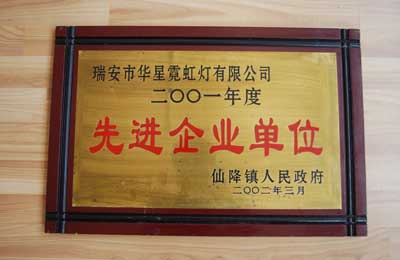 瑞安市华星霓虹灯有限公司
二〇〇一年度
先进企业单位
仙降镇人民政府
二〇〇二年三月